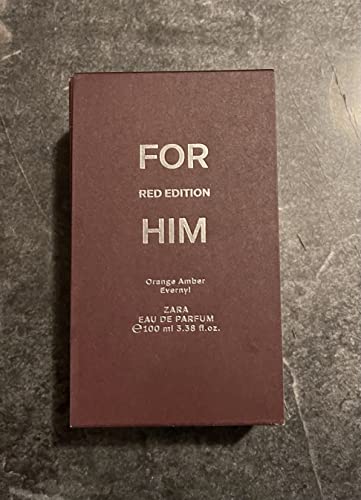 FOR
RED EDITION
HIM
Orange Amber
Evernyl
ZARA
EAU DE PARFUM
℮100 ml 3.38 fl.oz.